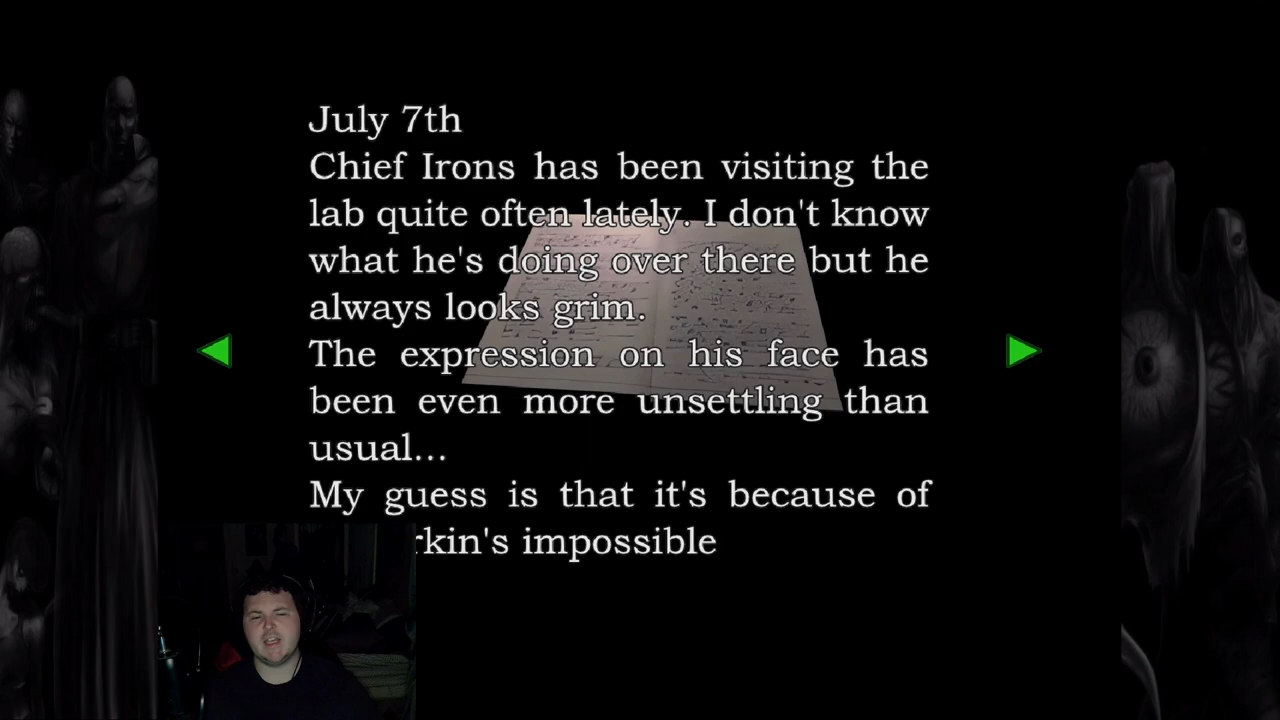 July 7th
Chief Irons has been visiting the
lab quite often lately. I don't know
what he's doing over there but he
always looks grim.
The expression on his face has
been even more unsettling than
usual...
My guess is that it's because of
rkin's impossible